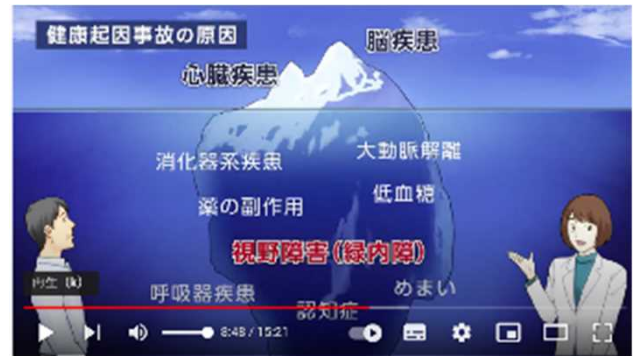 健康起因事故の原因
脳疾患
心臓疾患
消化器系疾患
大動脈解離
薬の副作用
低血糖
視野障害(緑内障)
再生 (k)
呼吸器疾患
めまい
認知症
8:48 / 15:21